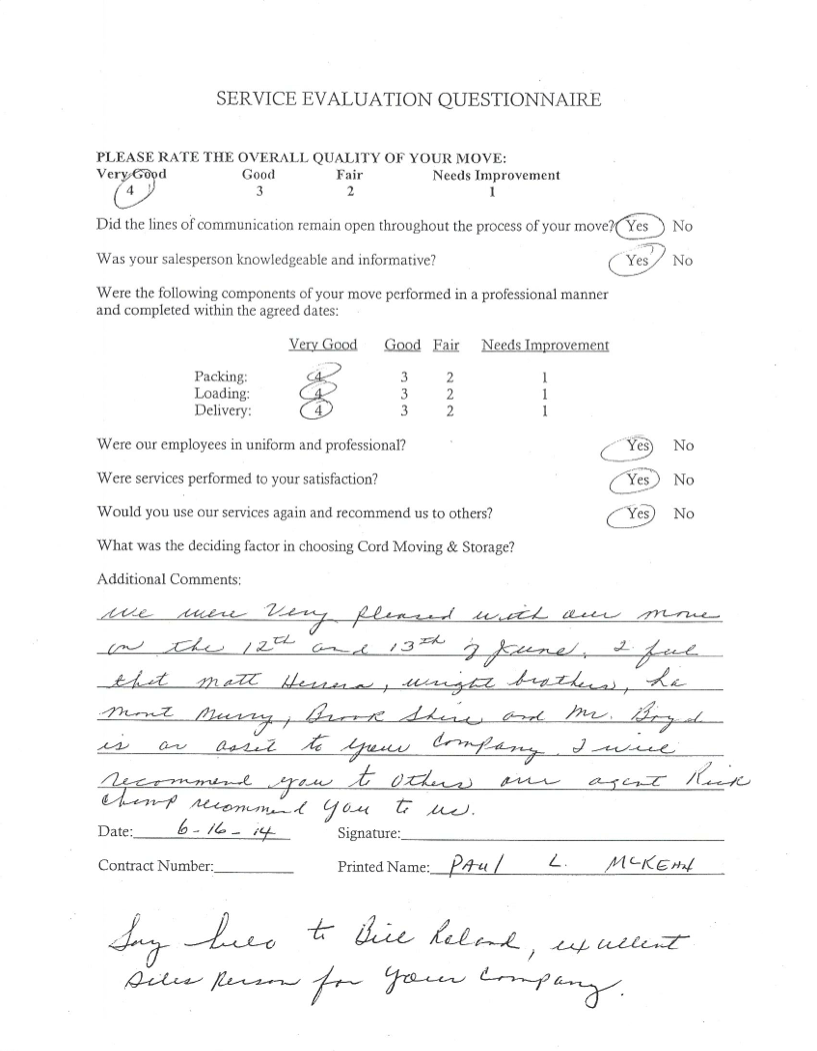 SERVICE EVALUATION QUESTIONNAIRE
PLEASE RATE THE OVERALL QUALITY OF YOUR MOVE:
Very Good Good Fair Needs Improvement
4 3 2 1
Did the lines of communication remain open throughout the process of your move? Yes No
Was your salesperson knowledgeable and informative? Yes No
Were the following components of your move performed in a professional manner
and completed within the agreed dates:
Very Good Good Fair Needs Improvement
Packing: 4 3 2 1
Loading: 4 3 2 1
Delivery: 4 3 2 1
Were our employees in uniform and professional? Yes No
Were services performed to your satisfaction? Yes No
Would you use our services again and recommend us to others? Yes No
What was the deciding factor in choosing Cord Moving & Storage?
Additional Comments:
We were Very pleased with our move
on the 12th and 13th of June. I feel
that Matt Herrera, wright brothers, La
mont Murry, Brook and Mr. Boyd
is an asset to your Company. I will
recommend you to others our agent Rick
recommend you to us.
Date: 6-16-14 Signature:
Contract Number: Printed Name: PAul L. McKEAN
Say hello to Bill, excellent
Sales Person for your Company.